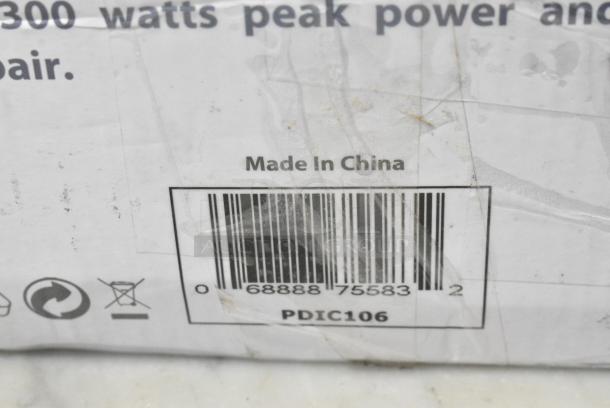 300 watts peak power and
pair.
Made In China
0 68888 75583 2
PDIC106